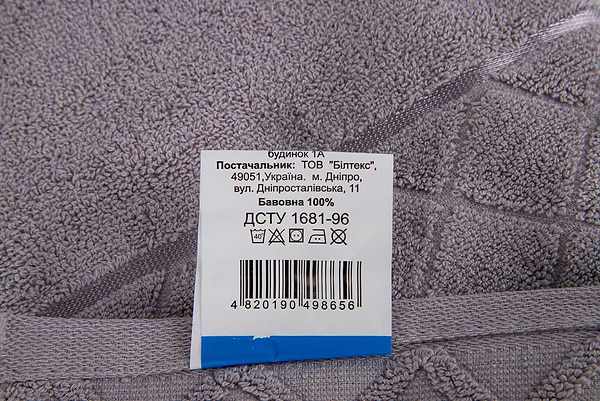 будинок 1А
Постачальник: ТОВ "Білтекс",
49051,Україна. м. Дніпро,
вул. Дніпросталівська, 11
Бавовна 100%
ДСТУ 1681-96
40
4 820190 498656